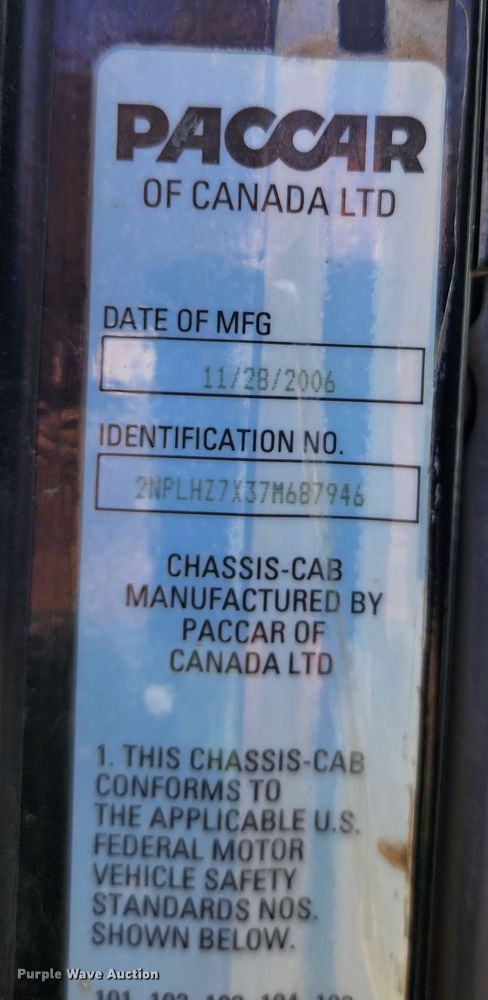 PACCAR
OF CANADA LTD
DATE OF MFG
11/28/2006
IDENTIFICATION NO.
2NPLHZ7X37M687946
CHASSIS-CAB
MANUFACTURED BY
PACCAR OF
CANADA LTD
1. THIS CHASSIS-CAB
CONFORMS TO
THE APPLICABLE U.S.
FEDERAL MOTOR
VEHICLE SAFETY
STANDARDS NOS.
SHOWN BELOW.
Purple Wave Auction